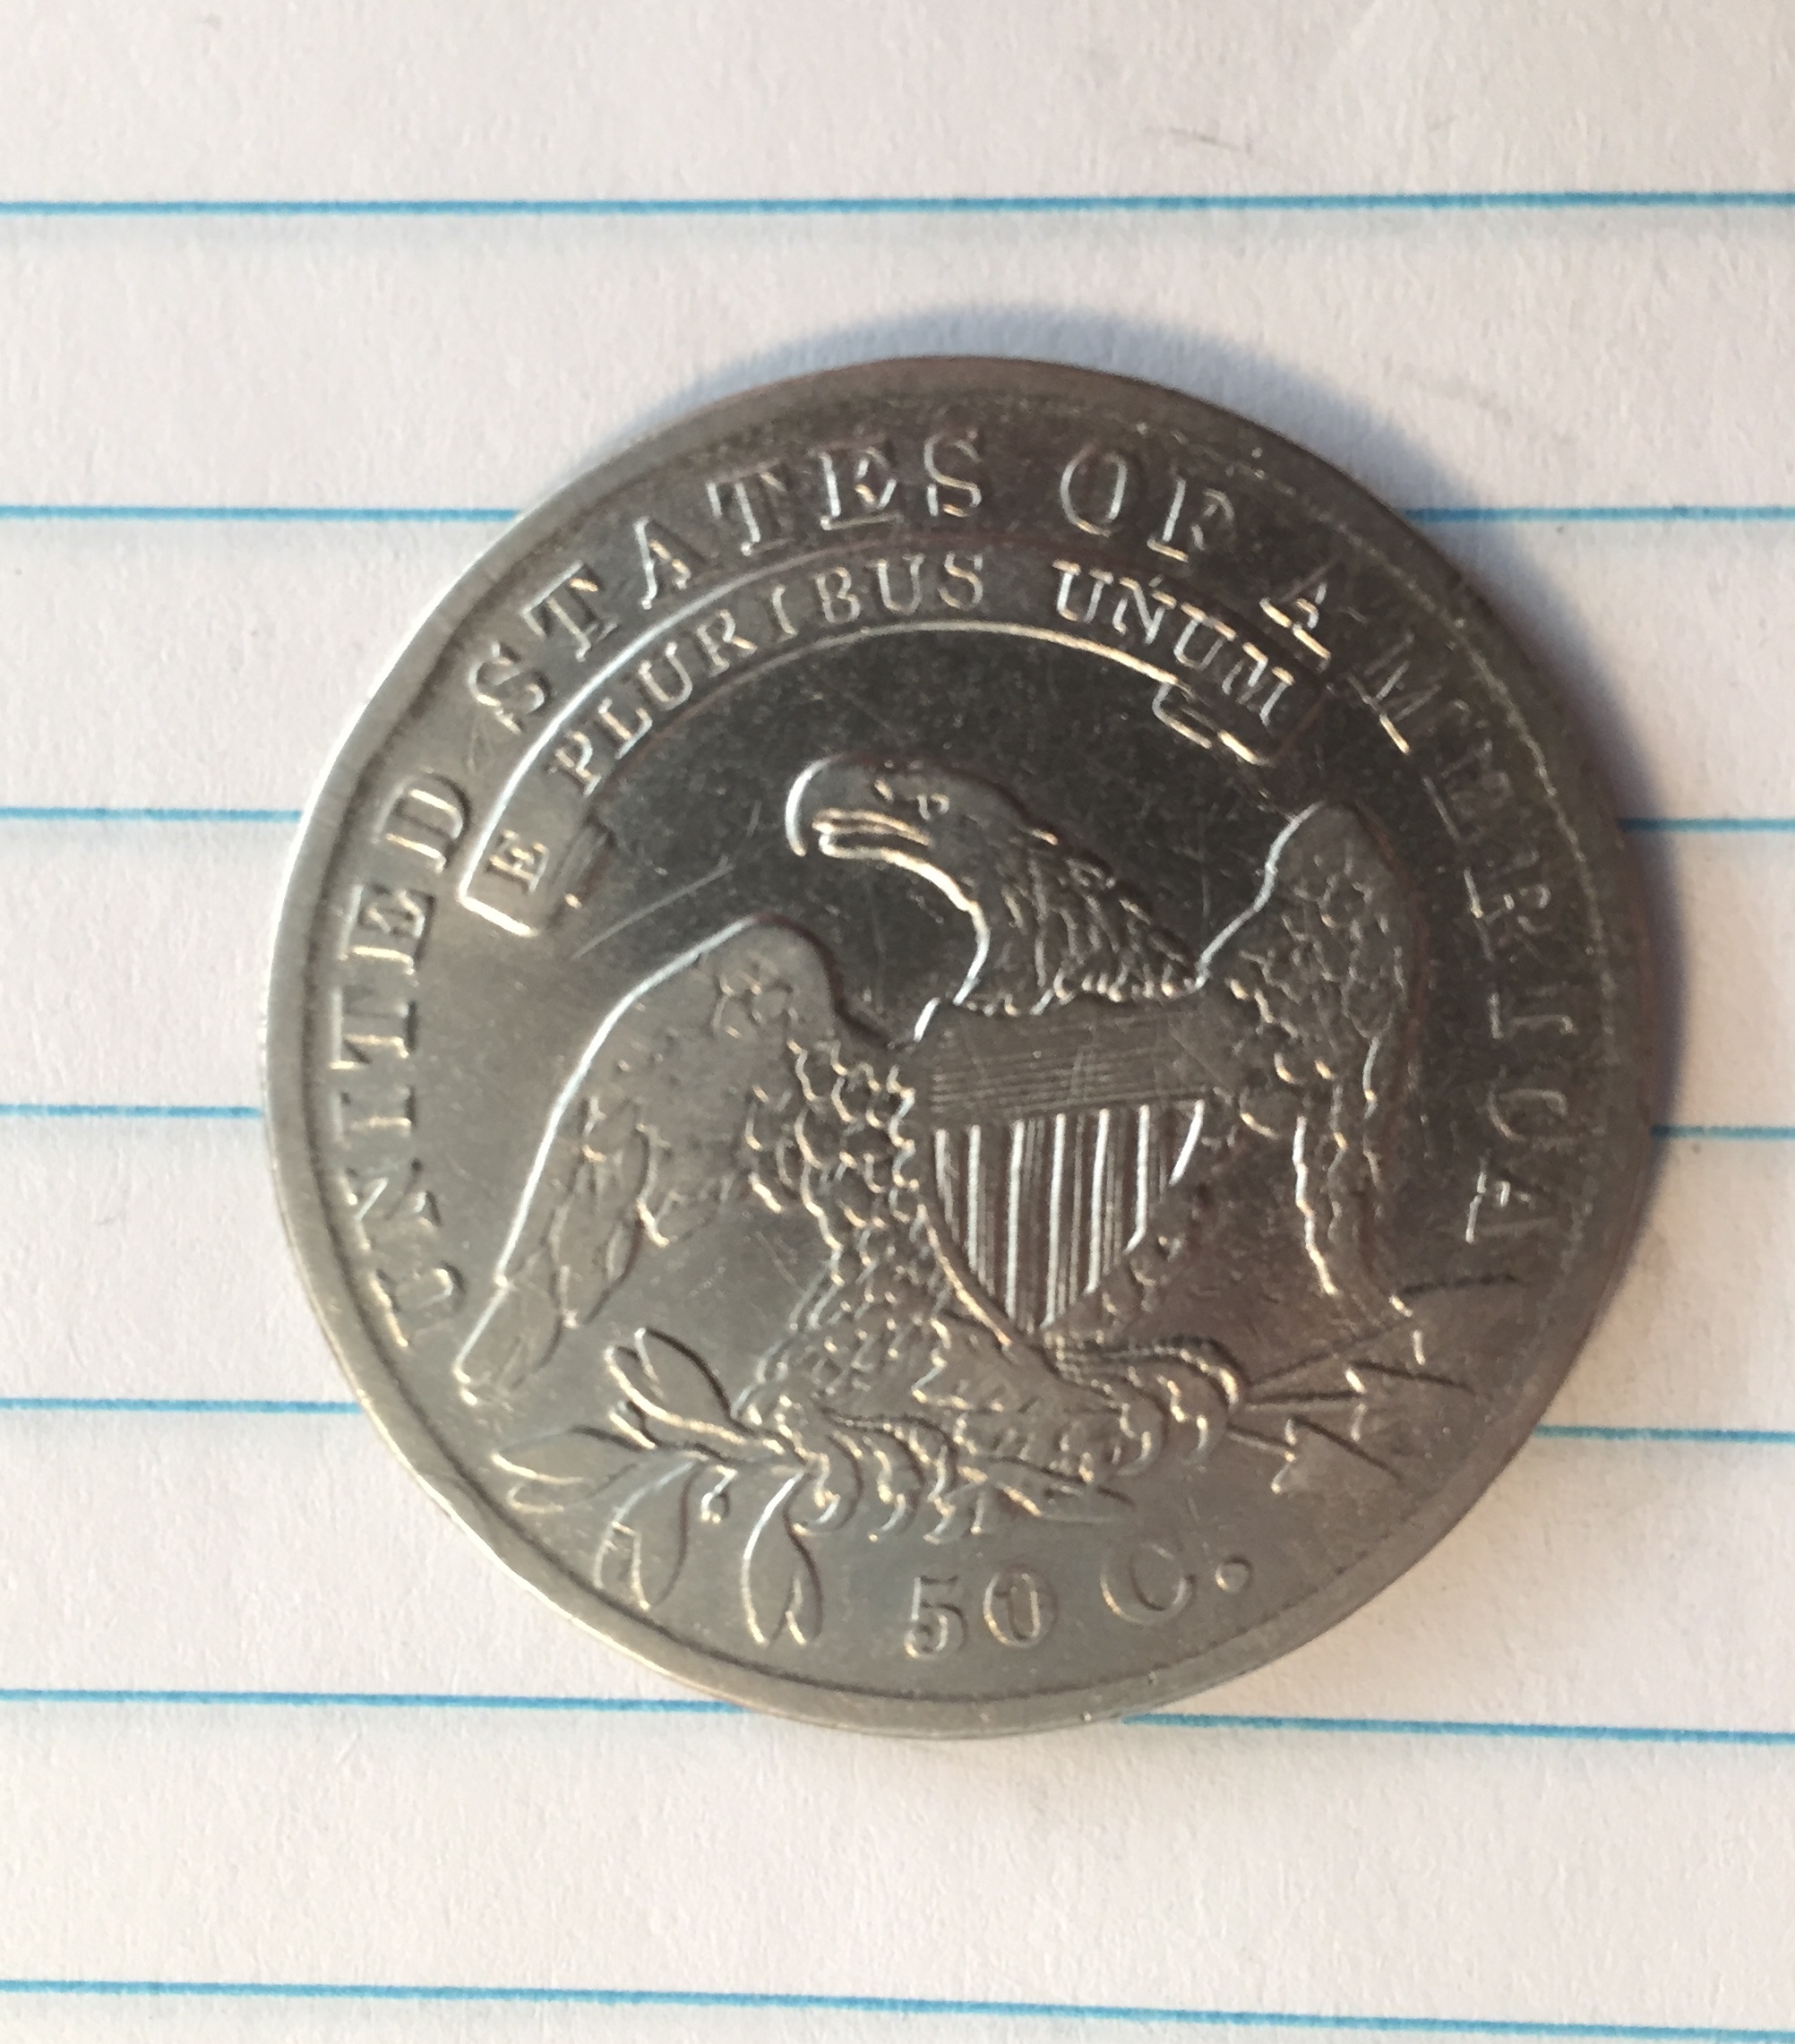 UNITED STATES OF AMERICA
E PLURIBUS UNUM
50 C.